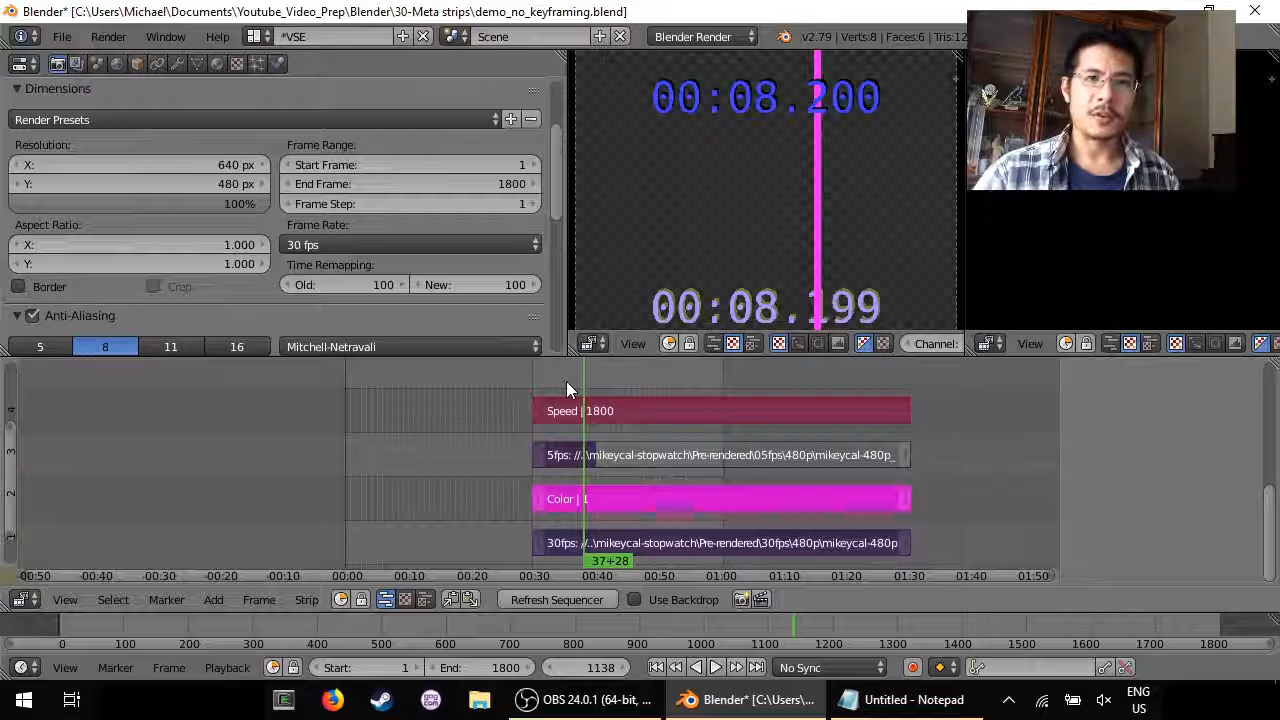 Blender* [C:\Users\Michael\Documents\Youtube_Video_Prep\Blender\30-Metastrips\demo_no_keyframing.blend]
File Render Window Help *VSE Scene Blender Render v2.79 | Verts:8 | Faces:6 | Tris:12
Dimensions
Render Presets
Resolution: Frame Range:
X: 640 px Start Frame: 1
Y: 480 px End Frame: 1800
100% Frame Step: 1
Aspect Ratio: Frame Rate:
X: 1.000 30 fps
Y: 1.000 Time Remapping:
Border Crop Old: 100 New: 100
Anti-Aliasing
5 8 11 16 Mitchell-Netravali
00:08.200
00:08.199
View Channel: View
4
Speed | 1800
3
5fps: //..\mikeycal-stopwatch\Pre-rendered\05fps\480p\mikeycal-480p_
2
Color | 1
1
30fps: //..\mikeycal-stopwatch\Pre-rendered\30fps\480p\mikeycal-480p
37+28
-00:50 -00:40 -00:30 -00:20 -00:10 00:00 00:10 00:20 00:30 00:40 00:50 01:00 01:10 01:20 01:30 01:40 01:50
View Select Marker Add Frame Strip Refresh Sequencer Use Backdrop
0 100 200 300 400 500 600 700 800 900 1000 1100 1200 1300 1400 1500 1600 1700 1800
View Marker Frame Playback Start: 1 End: 1800 1138 No Sync
OBS 24.0.1 (64-bit, ... Blender* [C:\Users\... Untitled - Notepad ENG
US